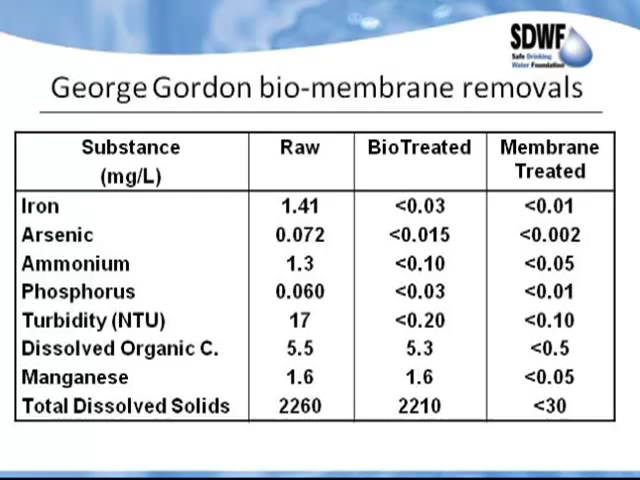 SDWF
Safe Drinking
Water Foundation
George Gordon bio-membrane removals
Substance (mg/L) Raw BioTreated Membrane Treated
Iron 1.41 <0.03 <0.01
Arsenic 0.072 <0.015 <0.002
Ammonium 1.3 <0.10 <0.05
Phosphorus 0.060 <0.03 <0.01
Turbidity (NTU) 17 <0.20 <0.10
Dissolved Organic C. 5.5 5.3 <0.5
Manganese 1.6 1.6 <0.05
Total Dissolved Solids 2260 2210 <30